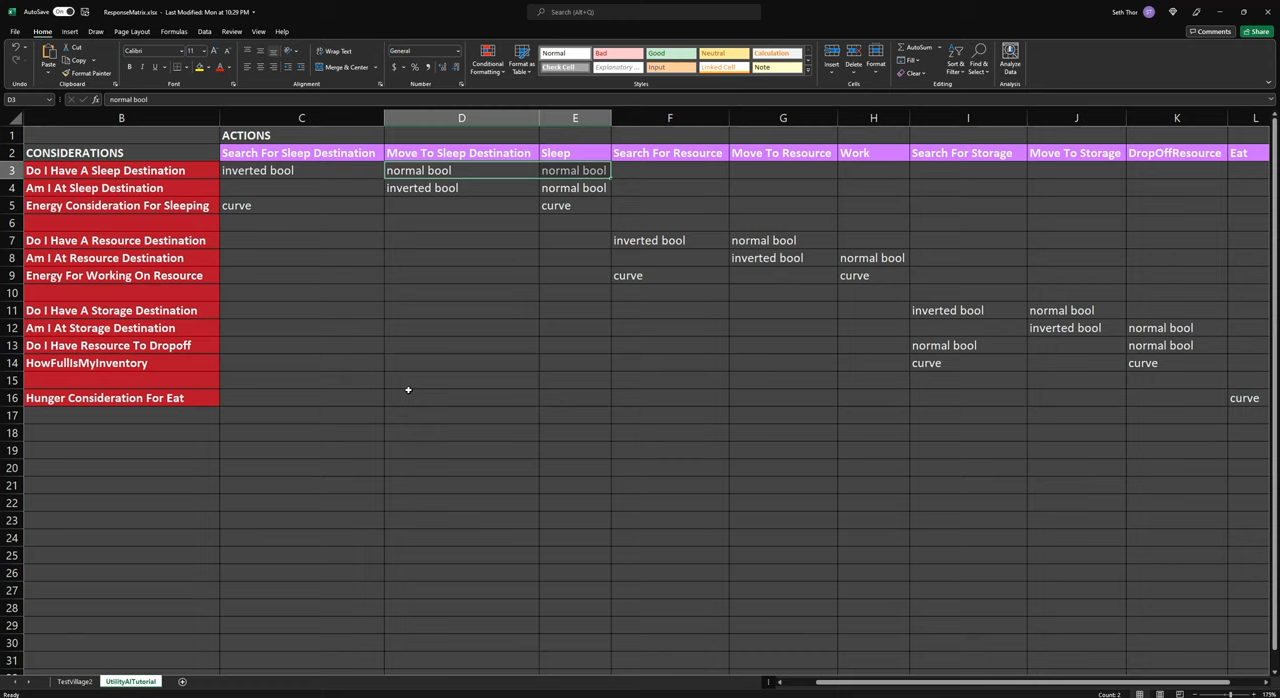 AutoSave On ResponseMatrix.xlsx - Last Modified: Mon at 10:29 PM Search (Alt+Q) Seth Thor ST
File Home Insert Draw Page Layout Formulas Data Review View Help Comments Share
Paste Cut Copy Format Painter Calibri 11 Wrap Text Merge & Center General Conditional Formatting Format as Table Normal Bad Good Neutral Calculation Check Cell Explanatory ... Input Linked Cell Note Insert Delete Format AutoSum Fill Clear Sort & Filter Find & Select Analyze Data
Undo Clipboard Font Alignment Number Styles Cells Editing Analysis
D3 fx normal bool
B C D E F G H I J K L
1 ACTIONS
2 CONSIDERATIONS Search For Sleep Destination Move To Sleep Destination Sleep Search For Resource Move To Resource Work Search For Storage Move To Storage DropOffResource Eat
3 Do I Have A Sleep Destination inverted bool normal bool normal bool
4 Am I At Sleep Destination inverted bool normal bool
5 Energy Consideration For Sleeping curve curve
6
7 Do I Have A Resource Destination inverted bool normal bool
8 Am I At Resource Destination inverted bool normal bool
9 Energy For Working On Resource curve curve
10
11 Do I Have A Storage Destination inverted bool normal bool
12 Am I At Storage Destination inverted bool normal bool
13 Do I Have Resource To Dropoff normal bool normal bool
14 HowFullIsMyInventory curve curve
15
16 Hunger Consideration For Eat curve
17
18
19
20
21
22
23
24
25
26
27
28
29
30
31
TestVillage2 UtilityAITutorial
Ready Count: 2 175%